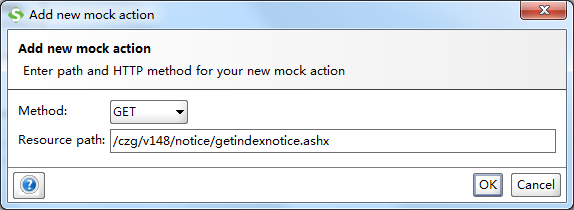 Add new mock action
Add new mock action
Enter path and HTTP method for your new mock action
Method: GET
Resource path: /czg/v148/notice/getindexnotice.ashx
? OK Cancel